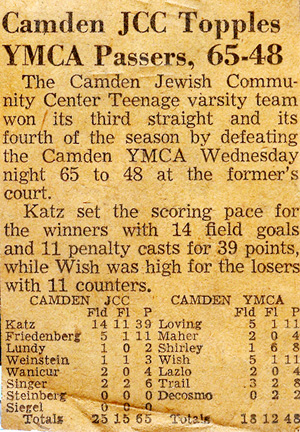 Camden JCC Topples
YMCA Passers, 65-48
The Camden Jewish Commu-
nity Center Teenage varsity team
won its third straight and its
fourth of the season by defeating
the Camden YMCA Wednesday
night 65 to 48 at the former's
court.
Katz set the scoring pace for
the winners with 14 field goals
and 11 penalty casts for 39 points,
while Wish was high for the losers
with 11 counters.
CAMDEN JCC CAMDEN YMCA
Fld Fl P Fld Fl P
Katz 14 11 39 Loving 5 1 11
Friedenberg 5 1 11 Maher 2 0 4
Lundy 1 0 2 Shirley 1 6 8
Weinstein 1 1 3 Wish 5 1 11
Wanicur 2 0 4 Lazlo 2 0 4
Singer 2 2 6 Trail 3 2 8
Steinberg 0 0 0 Decosmo 0 2 2
Siegel 0 0 0
Totals 25 15 65 Totals 18 12 48